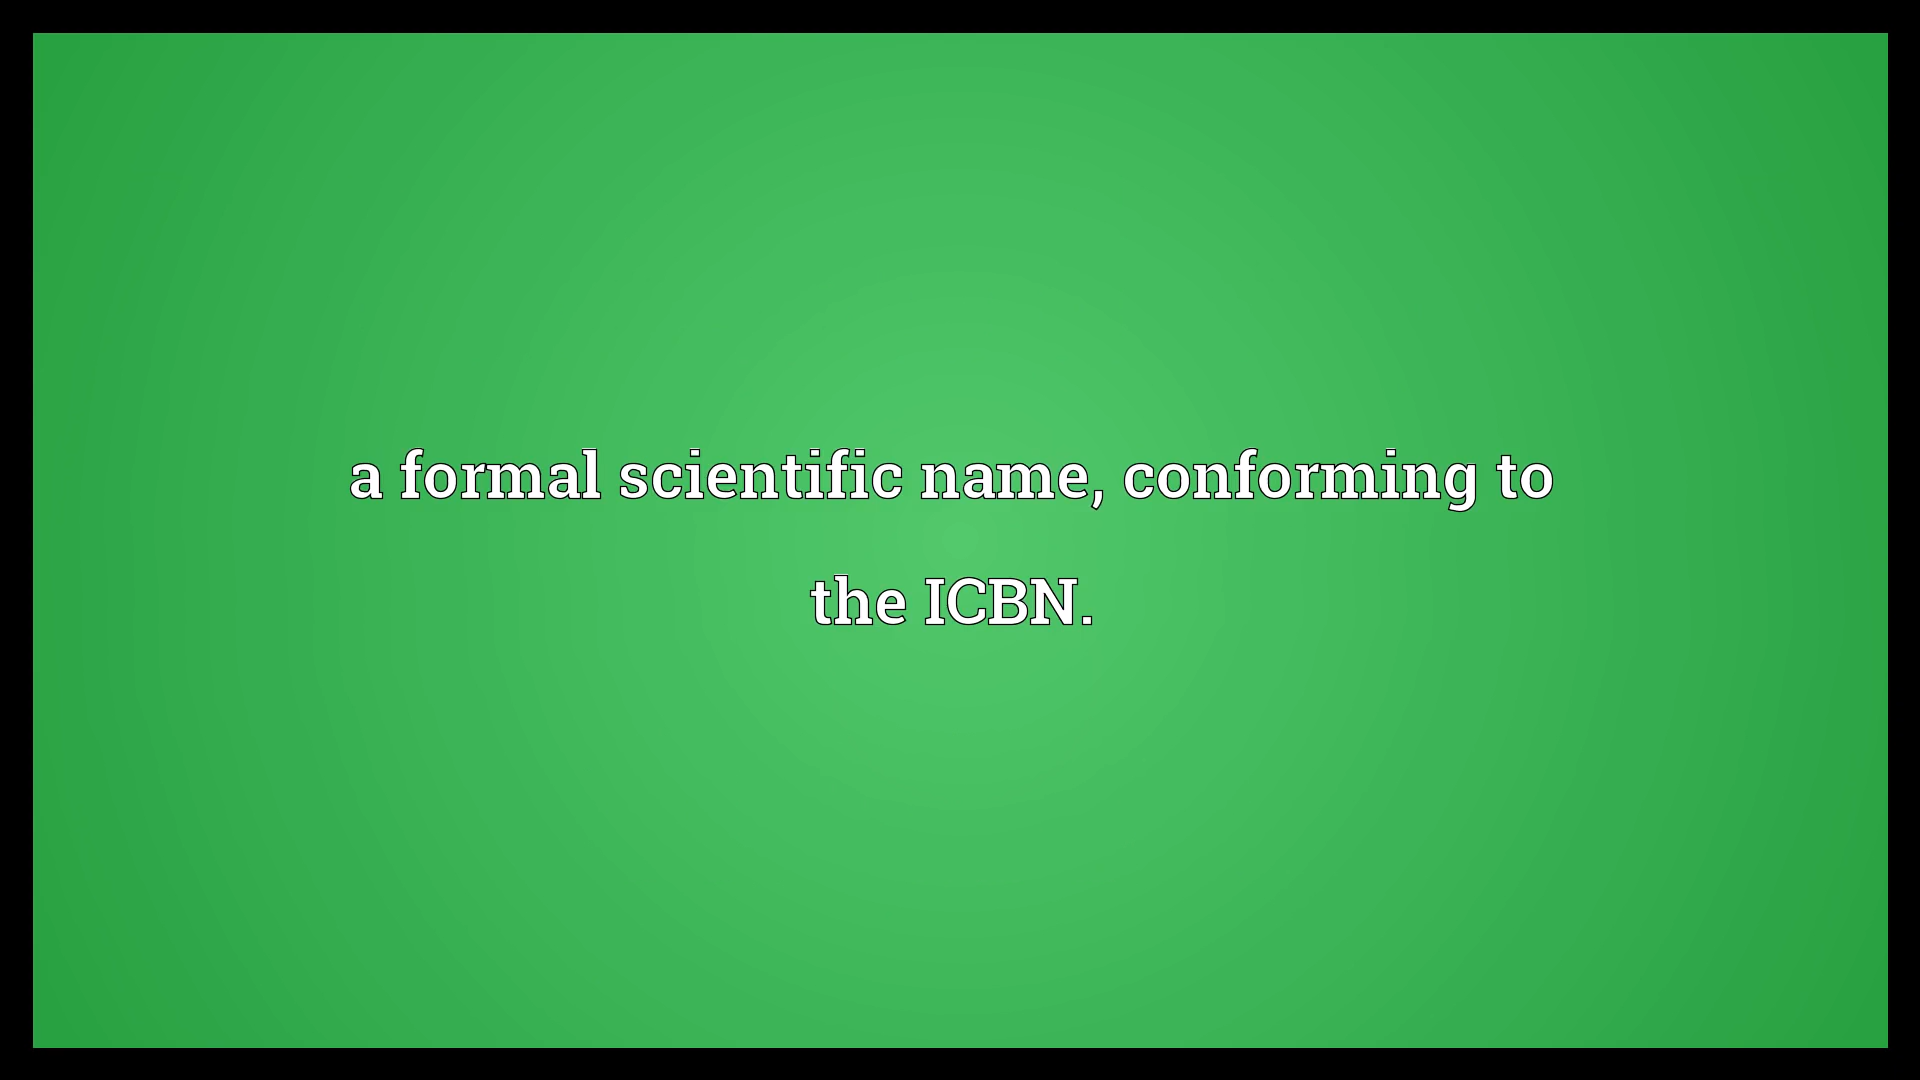 a formal scientific name, conforming to
the ICBN.